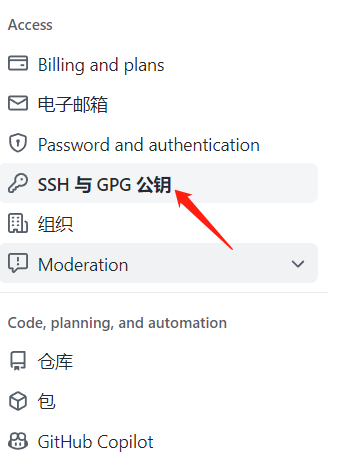 Access
Billing and plans
电子邮箱
Password and authentication
SSH 与 GPG 公钥
组织
Moderation
Code, planning, and automation
仓库
包
GitHub Copilot